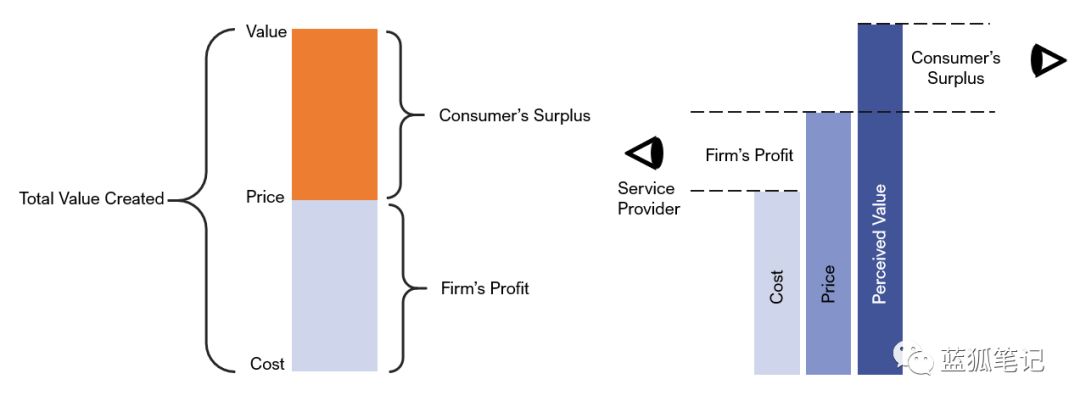 Value
Consumer's Surplus
Total Value Created
Price
Firm's Profit
Cost
Consumer's
Surplus
Firm's Profit
Service
Provider
Cost
Price
Perceived Value
蓝狐笔记